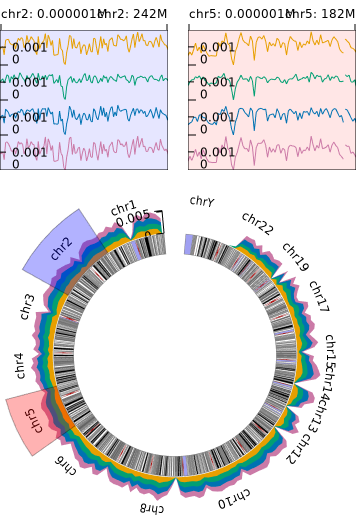 chr2: 0.000001M chr2: 242M chr5: 0.000001M chr5: 182M
0.001 0.001
0 0
0.001 0.001
0 0
0.001 0.001
0 0
0.001 0.001
0 0
chrY
chr1
0.005
0
chr22
chr2
chr19
chr3
chr17
chr4
chr15
chr14
chr5
chr13
chr12
chr6
chr8
chr10